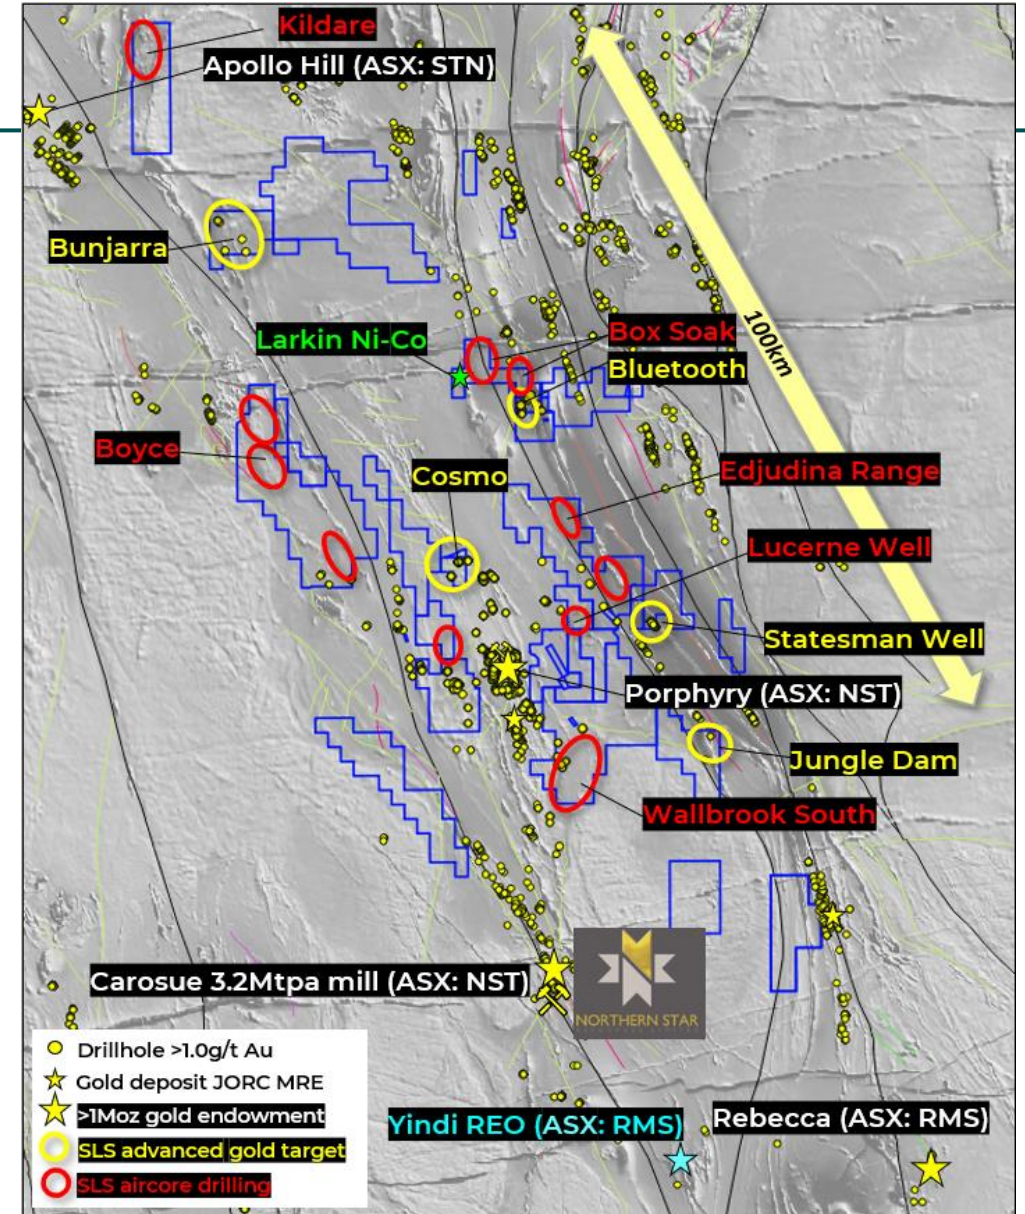 Kildare
Apollo Hill (ASX: STN)
Bunjarra
Larkin Ni-Co
Box Soak
Bluetooth
100km
Boyce
Cosmo
Edjudina Range
Lucerne Well
Statesman Well
Porphyry (ASX: NST)
Jungle Dam
Wallbrook South
Carosue 3.2Mtpa mill (ASX: NST)
NORTHERN STAR
Drillhole >1.0g/t Au
Gold deposit JORC MRE
>1Moz gold endowment
SLS advanced gold target
SLS aircore drilling
Yindi REO (ASX: RMS)
Rebecca (ASX: RMS)